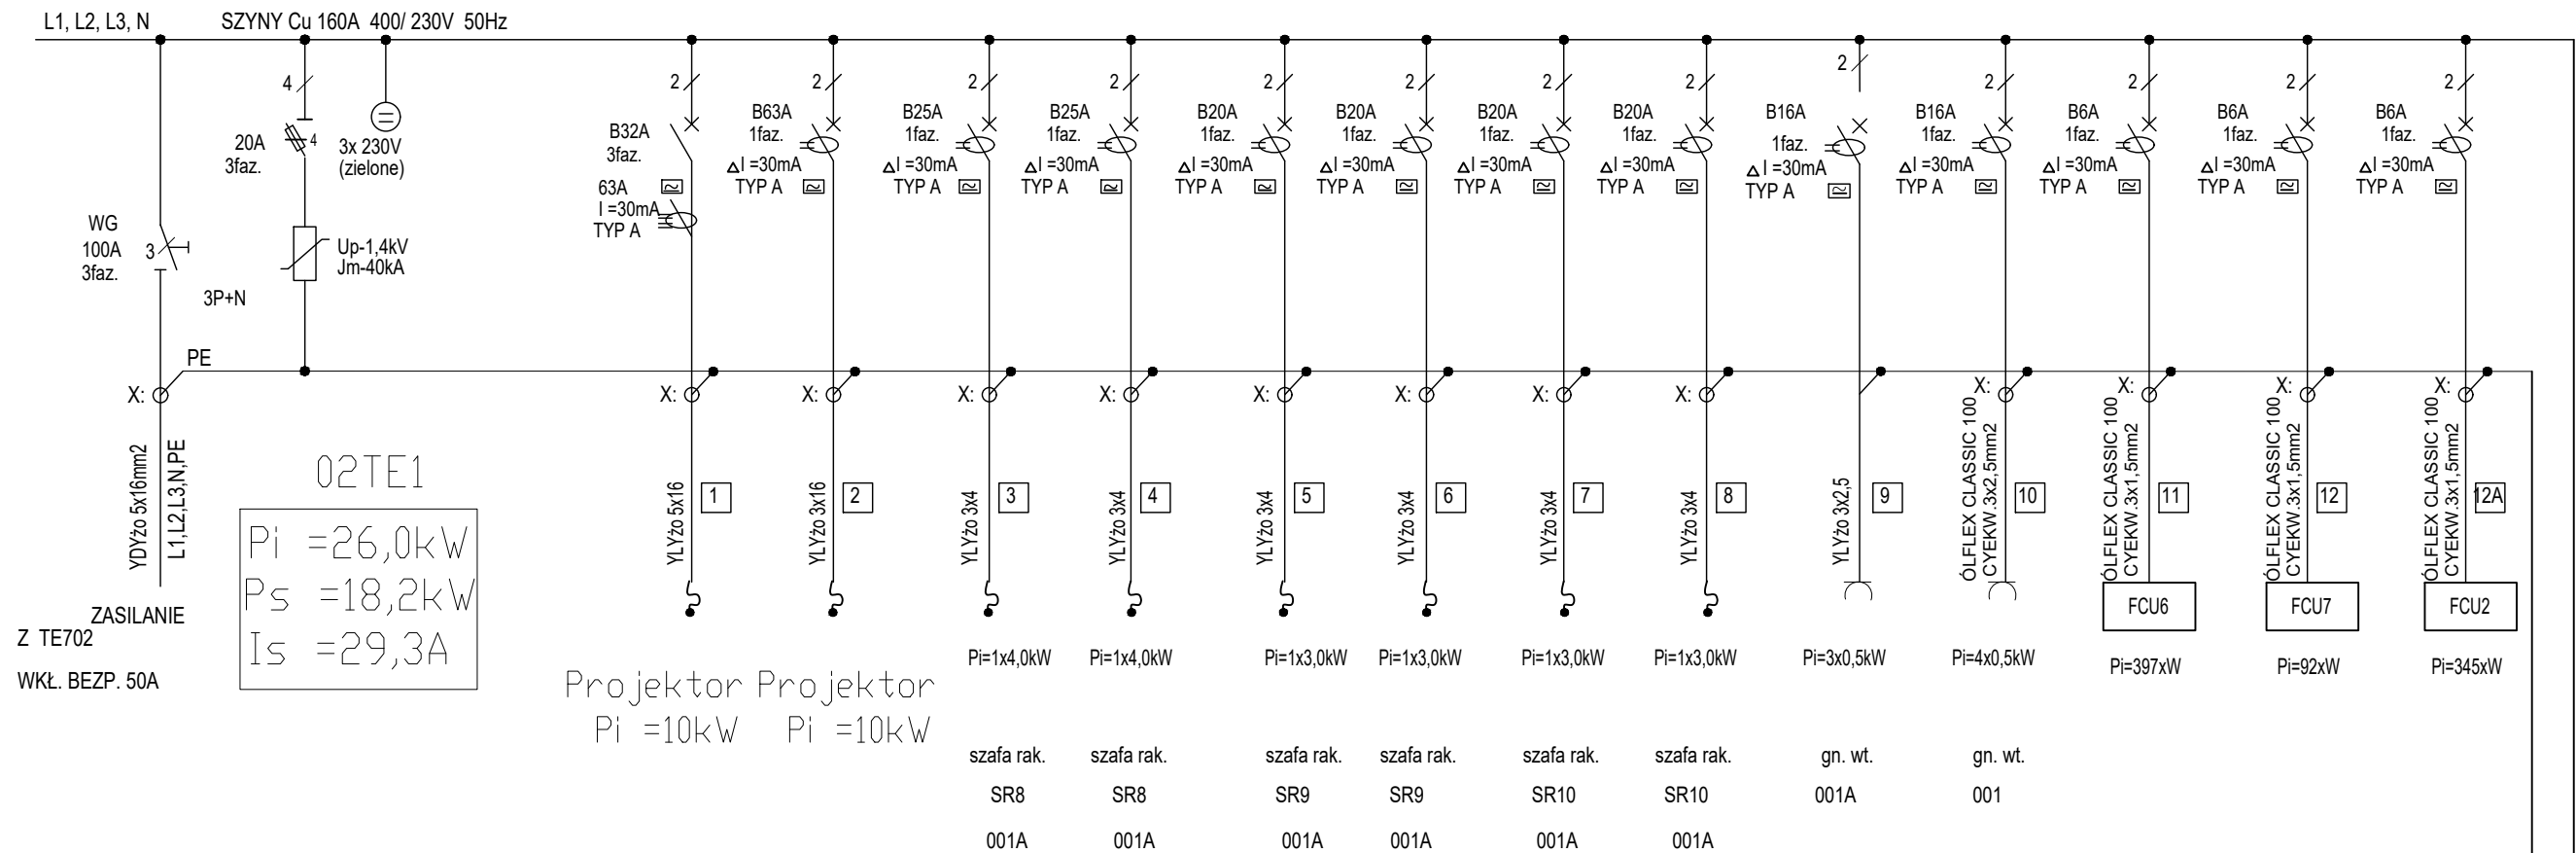 L1, L2, L3, N SZYNY Cu 160A 400/ 230V 50Hz
4
20A
3faz.
4
3x 230V
(zielone)
WG
100A
3faz.
3
Up-1,4kV
Jm-40kA
3P+N
PE
X:
YDYżo 5x16mm2
L1,L2,L3,N,PE
ZASILANIE
Z TE702
WKŁ. BEZP. 50A
02TE1
Pi =26,0kW
Ps =18,2kW
Is =29,3A
2
B32A
3faz.
63A
I =30mA
TYP A
X:
YLYżo 5x16
1
Projektor
Pi =10kW
2
B63A
1faz.
ΔI =30mA
TYP A
X:
YLYżo 3x16
2
Projektor
Pi =10kW
2
B25A
1faz.
ΔI =30mA
TYP A
X:
YLYżo 3x4
3
Pi=1x4,0kW
szafa rak.
SR8
001A
2
B25A
1faz.
ΔI =30mA
TYP A
X:
YLYżo 3x4
4
Pi=1x4,0kW
szafa rak.
SR8
001A
2
B20A
1faz.
ΔI =30mA
TYP A
X:
YLYżo 3x4
5
Pi=1x3,0kW
szafa rak.
SR9
001A
2
B20A
1faz.
ΔI =30mA
TYP A
X:
YLYżo 3x4
6
Pi=1x3,0kW
szafa rak.
SR9
001A
2
B20A
1faz.
ΔI =30mA
TYP A
X:
YLYżo 3x4
7
Pi=1x3,0kW
szafa rak.
SR10
001A
2
B20A
1faz.
ΔI =30mA
TYP A
X:
YLYżo 3x4
8
Pi=1x3,0kW
szafa rak.
SR10
001A
2
B16A
1faz.
ΔI =30mA
TYP A
YLYżo 3x2,5
9
Pi=3x0,5kW
gn. wt.
001A
2
B16A
1faz.
ΔI =30mA
TYP A
X:
ÓLFLEX CLASSIC 100
CYEKW.3x2,5mm2
10
Pi=4x0,5kW
gn. wt.
001
2
B6A
1faz.
ΔI =30mA
TYP A
X:
ÓLFLEX CLASSIC 100
CYEKW.3x1,5mm2
11
FCU6
Pi=397xW
2
B6A
1faz.
ΔI =30mA
TYP A
X:
ÓLFLEX CLASSIC 100
CYEKW.3x1,5mm2
12
FCU7
Pi=92xW
2
B6A
1faz.
ΔI =30mA
TYP A
X:
ÓLFLEX CLASSIC 100
CYEKW.3x1,5mm2
12A
FCU2
Pi=345xW